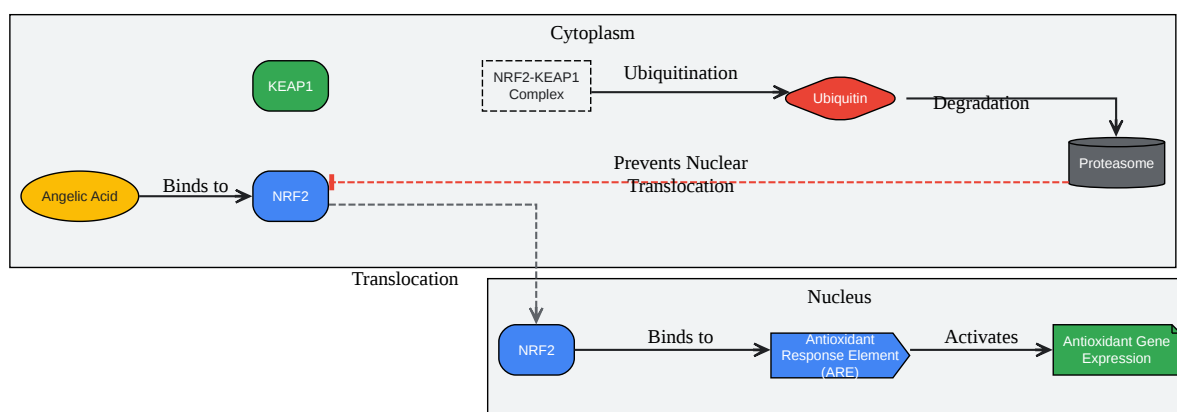 Cytoplasm
KEAP1
NRF2-KEAP1
Complex
Ubiquitination
Ubiquitin
Degradation
Proteasome
Prevents Nuclear
Translocation
Angelic Acid
Binds to
NRF2
Translocation
Nucleus
NRF2
Binds to
Antioxidant
Response Element
(ARE)
Activates
Antioxidant Gene
Expression